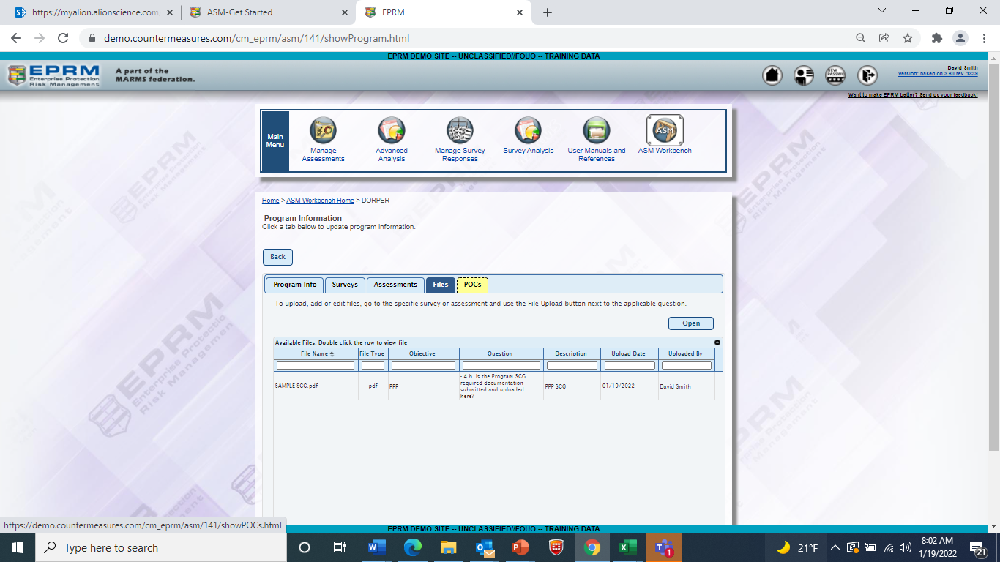 https://myalion.alionscience.com
ASM-Get Started
EPRM
demo.countermeasures.com/cm_eprm/asm/141/showProgram.html
EPRM DEMO SITE -- UNCLASSIFIED//FOUO -- TRAINING DATA
EPRM
Enterprise Protection
Risk Management
A part of the
MARMS federation.
NEW
PASSWO
David Smith
Version: based on 3.60 rev. 1839
Want to make EPRM better? Send us your feedback!
Main
Menu
Manage
Assessments
Advanced
Analysis
Manage Survey
Responses
Survey Analysis
User Manuals and
References
ASM
ASM Workbench
Home > ASM Workbench Home > DORPER
Program Information
Click a tab below to update program information.
Back
Program Info Surveys Assessments Files POCs
To upload, add or edit files, go to the specific survey or assessment and use the File Upload button next to the applicable question.
Open
Available Files. Double click the row to view file
File Name File Type Objective Question Description Upload Date Uploaded By
SAMPLE SCG.pdf pdf PPP
- 4.b. Is the Program SCG
required documentation
submitted and uploaded
here?
PPP SCG 01/19/2022 David Smith
https://demo.countermeasures.com/cm_eprm/asm/141/showPOCs.html
EPRM DEMO SITE -- UNCLASSIFIED//FOUO -- TRAINING DATA
Type here to search
1
21°F
8:02 AM
1/19/2022
21